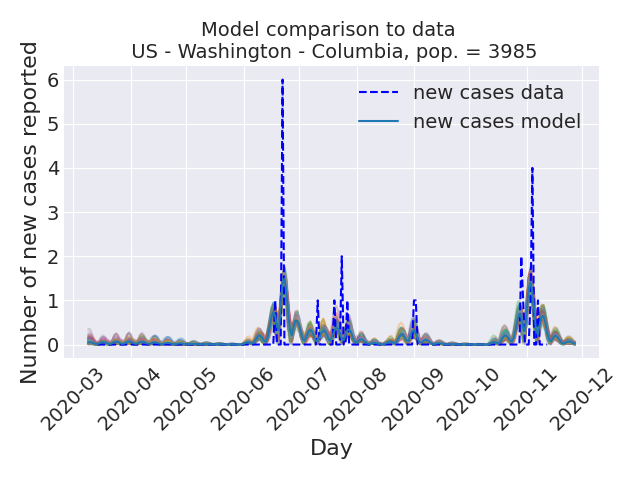 Model comparison to data
US - Washington - Columbia, pop. = 3985
Number of new cases reported
6
5
4
3
2
1
0
new cases data
new cases model
2020-03
2020-04
2020-05
2020-06
2020-07
2020-08
2020-09
2020-10
2020-11
2020-12
Day